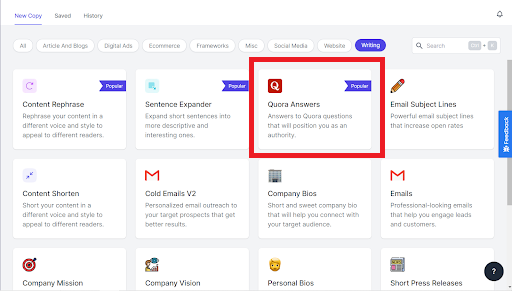 New Copy Saved History
All Article And Blogs Digital Ads Ecommerce Frameworks Misc Social Media Website Writing Search Ctrl + K
Popular Popular Popular
Content Rephrase
Rephrase your content in a
different voice and style to
appeal to different readers.
Sentence Expander
Expand short sentences into
more descriptive and
interesting ones.
Quora Answers
Answers to Quora questions
that will position you as an
authority.
Email Subject Lines
Powerful email subject lines
that increase open rates
Feedback
Content Shorten
Short your content in a
different voice and style to
appeal to different readers.
Cold Emails V2
Personalized email outreach to
your target prospects that get
better results.
Company Bios
Short and sweet company bio
that will help you connect with
your target audience.
Emails
Professional-looking emails
that help you engage leads
and customers.
Company Mission
Company Vision
Personal Bios
Short Press Releases
?